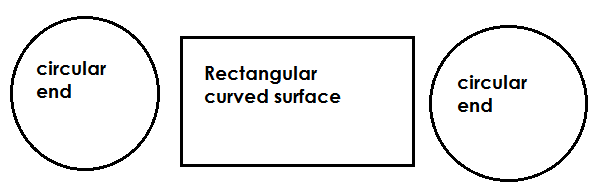 circular
end
Rectangular
curved surface
circular
end